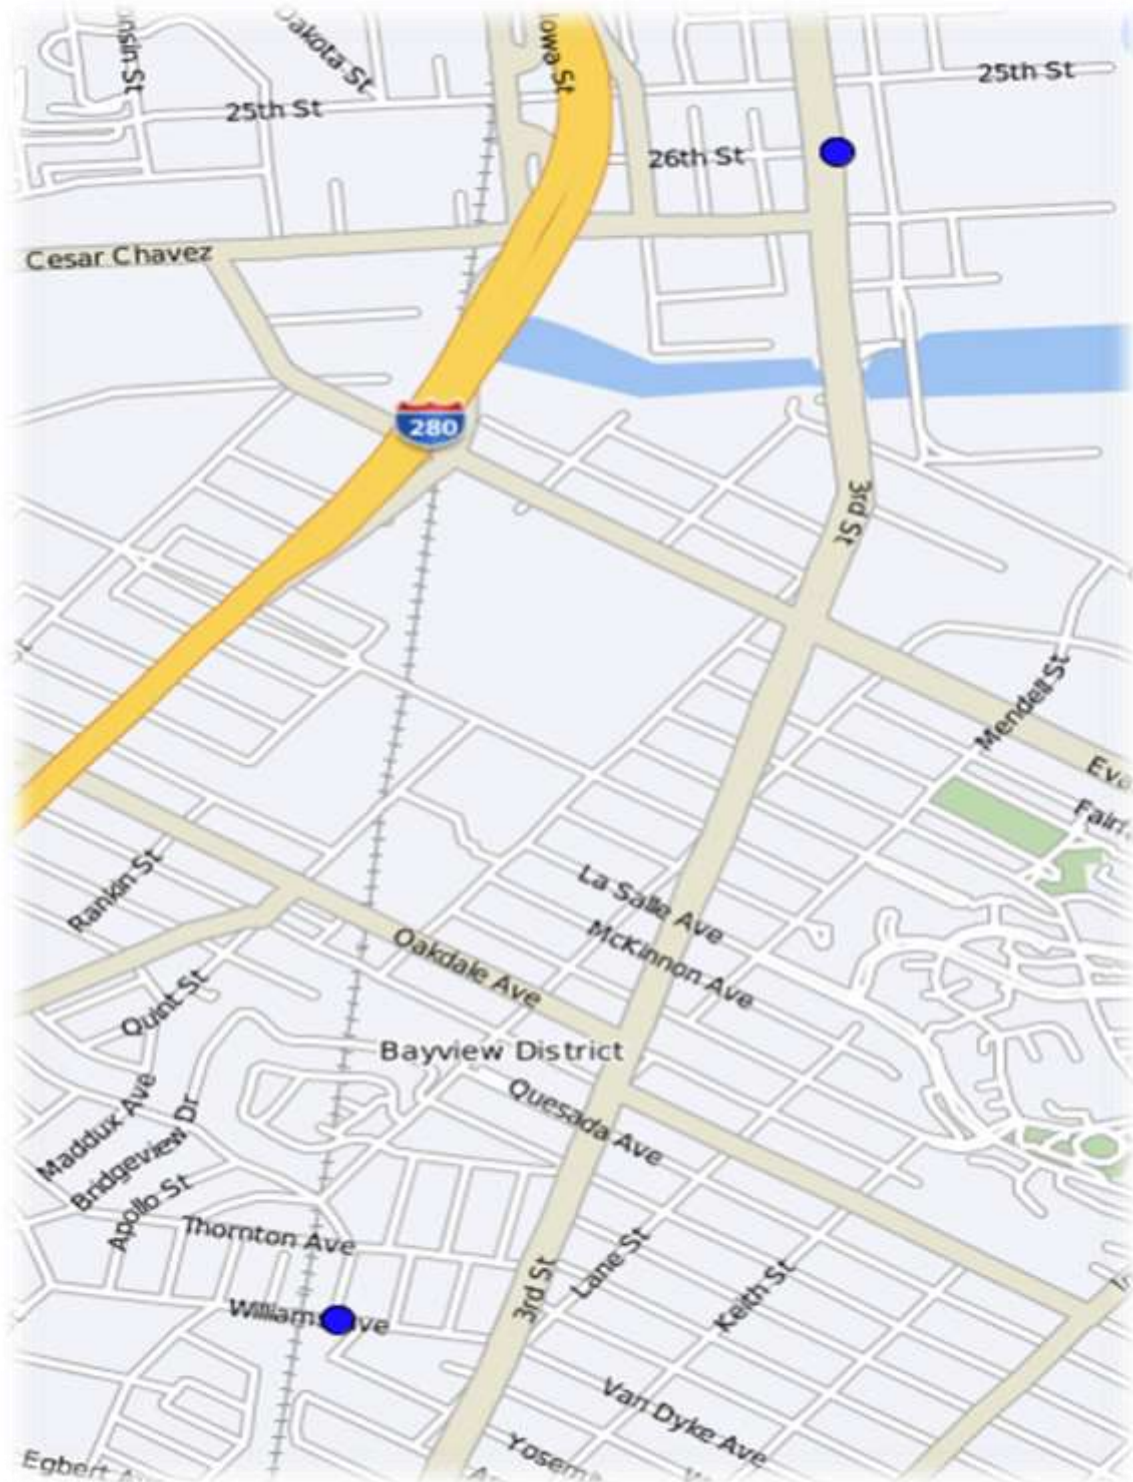 Dakota St
Iowa St
25th St
25th St
26th St
Cesar Chavez
280
3rd St
Mendell St
La Salle Ave
McKinnon Ave
Rankin St
Oakdale Ave
Quint St
Bayview District
Quesada Ave
Maddux Ave
Bridgeview Dr
Apollo St
Thornton Ave
Lane St
3rd St
Keith St
Williams
Van Dyke Ave
Egbert